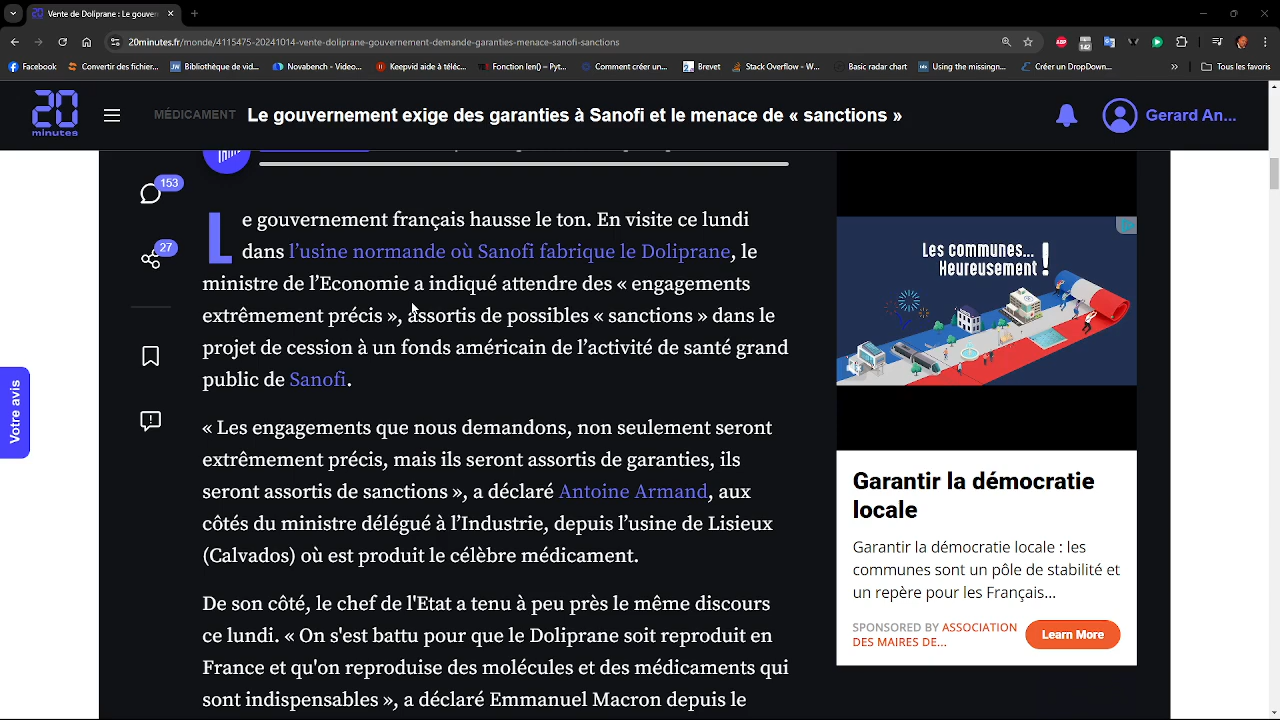 Vente de Doliprane : Le gouver
20minutes.fr/monde/4115475-20241014-vente-doliprane-gouvernement-demande-garanties-menace-sanofi-sanctions
142
Facebook
Convertir des fichier...
Bibliothèque de vid...
Novabench - Video...
Keepvid aide à télé...
Fonction len() – Pyt...
Comment créer un...
Brevet
Stack Overflow - W...
Basic radar chart
Using the missingn...
Créer un DropDown...
»
Tous les favoris
20
minutes
MÉDICAMENT
Le gouvernement exige des garanties à Sanofi et le menace de « sanctions »
Gerard An...
153
27
Votre avis
Le gouvernement français hausse le ton. En visite ce lundi
dans l’usine normande où Sanofi fabrique le Doliprane, le
ministre de l’Economie a indiqué attendre des « engagements
extrêmement précis », assortis de possibles « sanctions » dans le
projet de cession à un fonds américain de l’activité de santé grand
public de Sanofi.
« Les engagements que nous demandons, non seulement seront
extrêmement précis, mais ils seront assortis de garanties, ils
seront assortis de sanctions », a déclaré Antoine Armand, aux
côtés du ministre délégué à l’Industrie, depuis l’usine de Lisieux
(Calvados) où est produit le célèbre médicament.
De son côté, le chef de l'Etat a tenu à peu près le même discours
ce lundi. « On s'est battu pour que le Doliprane soit reproduit en
France et qu'on reproduise des molécules et des médicaments qui
sont indispensables », a déclaré Emmanuel Macron depuis le
Les communes...
Heureusement !
Garantir la démocratie
locale
Garantir la démocratie locale : les
communes sont un pôle de stabilité et
un repère pour les Français...
SPONSORED BY ASSOCIATION
DES MAIRES DE...
Learn More